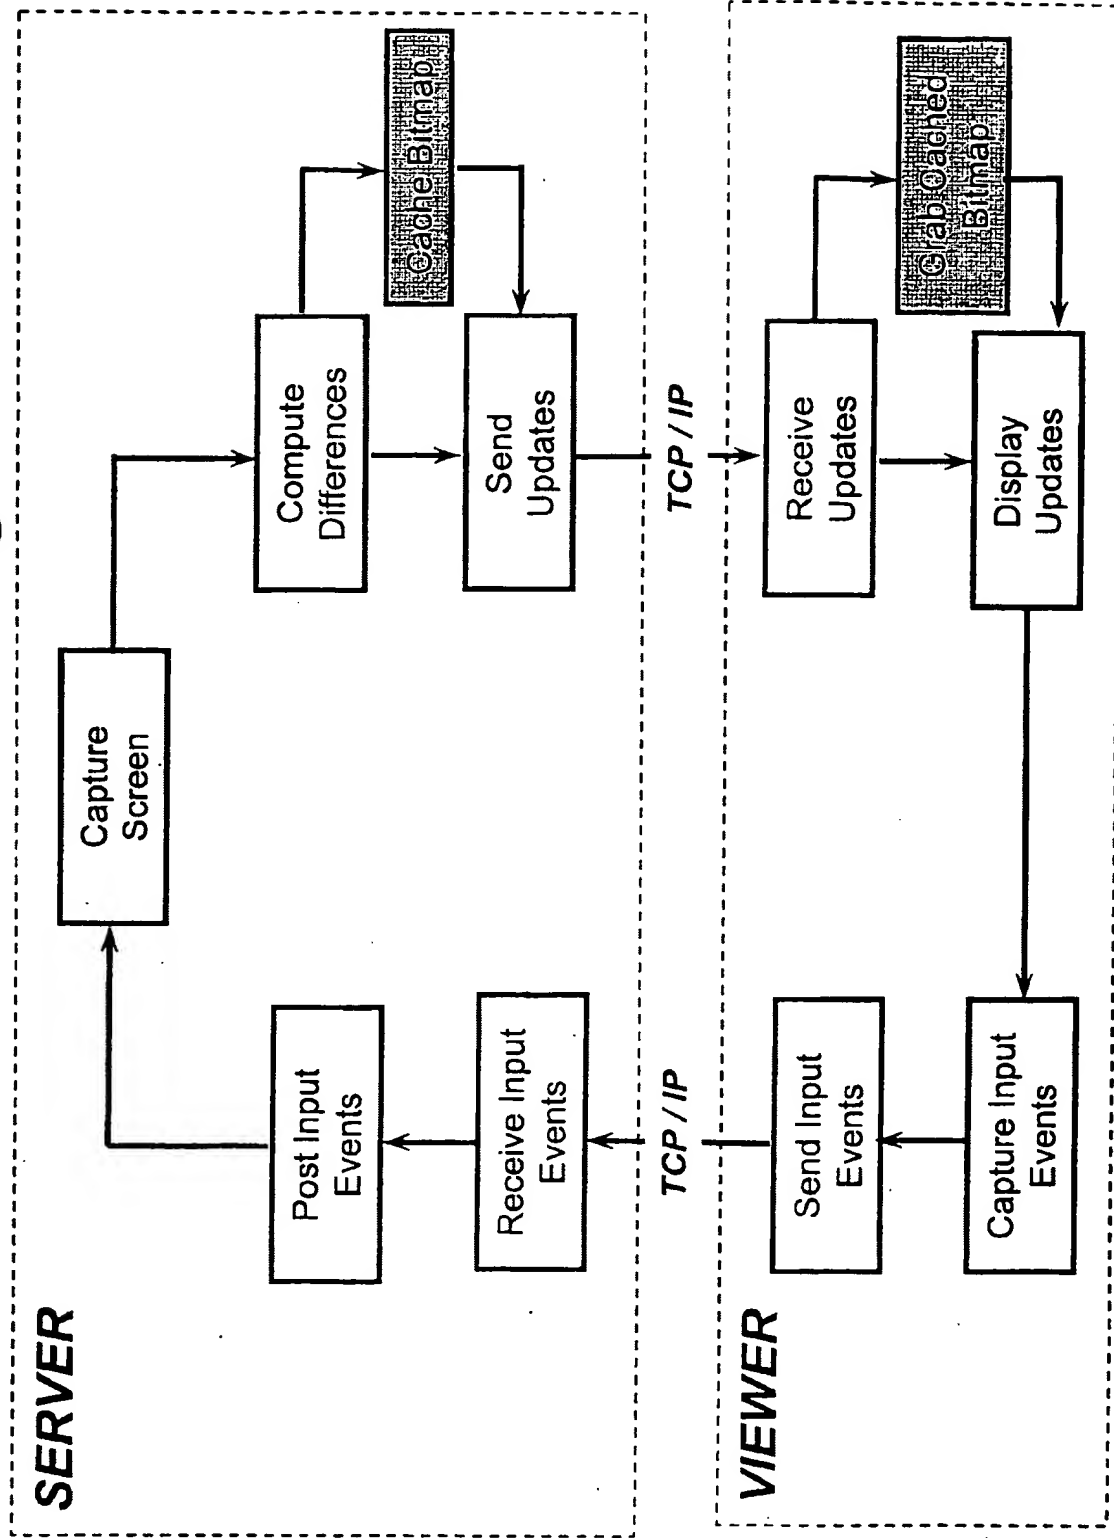 SERVER
Capture
Screen
Post Input
Events
Compute
Differences
Cache Bitmap
Receive Input
Events
Send
Updates
TCP / IP
TCP / IP
VIEWER
Send Input
Events
Receive
Updates
Grab Cached
Bitmap
Capture Input
Events
Display
Updates